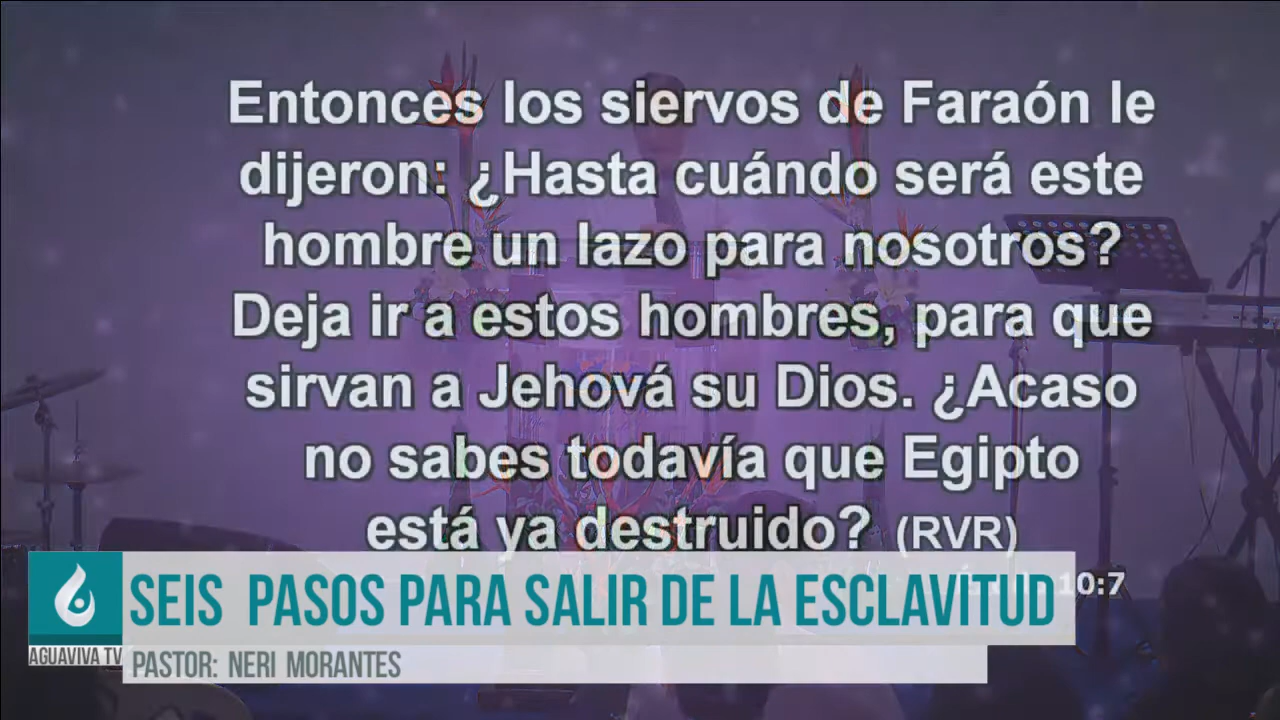 Entonces los siervos de Faraón le
dijeron: ¿Hasta cuándo será este
hombre un lazo para nosotros?
Deja ir a estos hombres, para que
sirvan a Jehová su Dios. ¿Acaso
no sabes todavía que Egipto
está ya destruido? (RVR)
10:7
SEIS PASOS PARA SALIR DE LA ESCLAVITUD
AGUAVIVA TV
PASTOR: NERI MORANTES